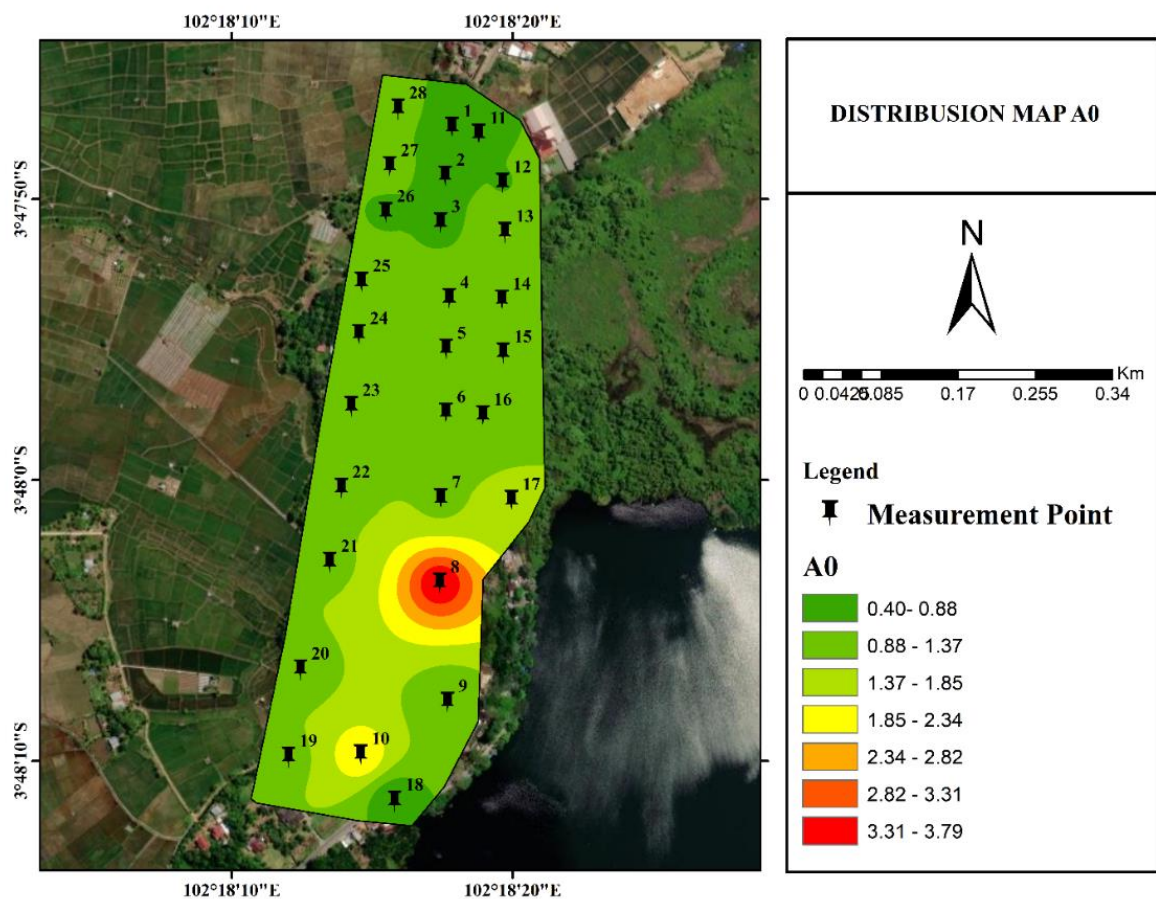 102°18'10"E
102°18'20"E
3°47'50"S
3°48'0"S
3°48'10"S
28
1
11
27
2
12
26
3
13
25
4
14
24
5
15
23
6
16
22
7
17
21
8
20
9
19
10
18
102°18'10"E
102°18'20"E
DISTRIBUSION MAP A0
N
Km
0 0.0425 0.085 0.17 0.255 0.34
Legend
Measurement Point
A0
0.40- 0.88
0.88 - 1.37
1.37 - 1.85
1.85 - 2.34
2.34 - 2.82
2.82 - 3.31
3.31 - 3.79